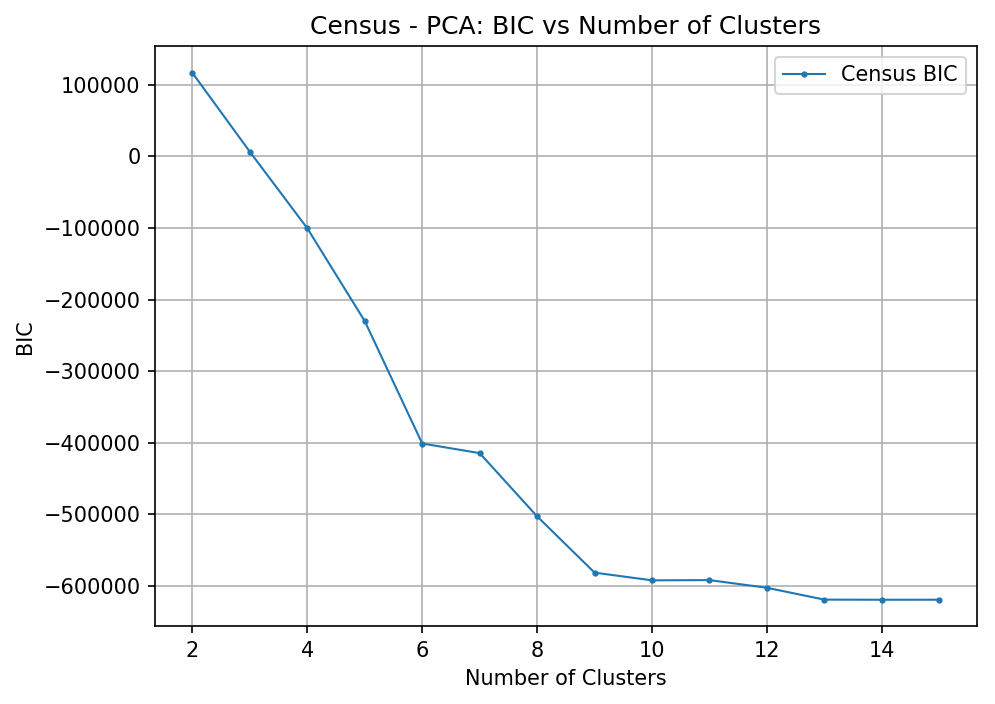 Census - PCA: BIC vs Number of Clusters
Census BIC
BIC
100000
0
−100000
−200000
−300000
−400000
−500000
−600000
2 4 6 8 10 12 14
Number of Clusters